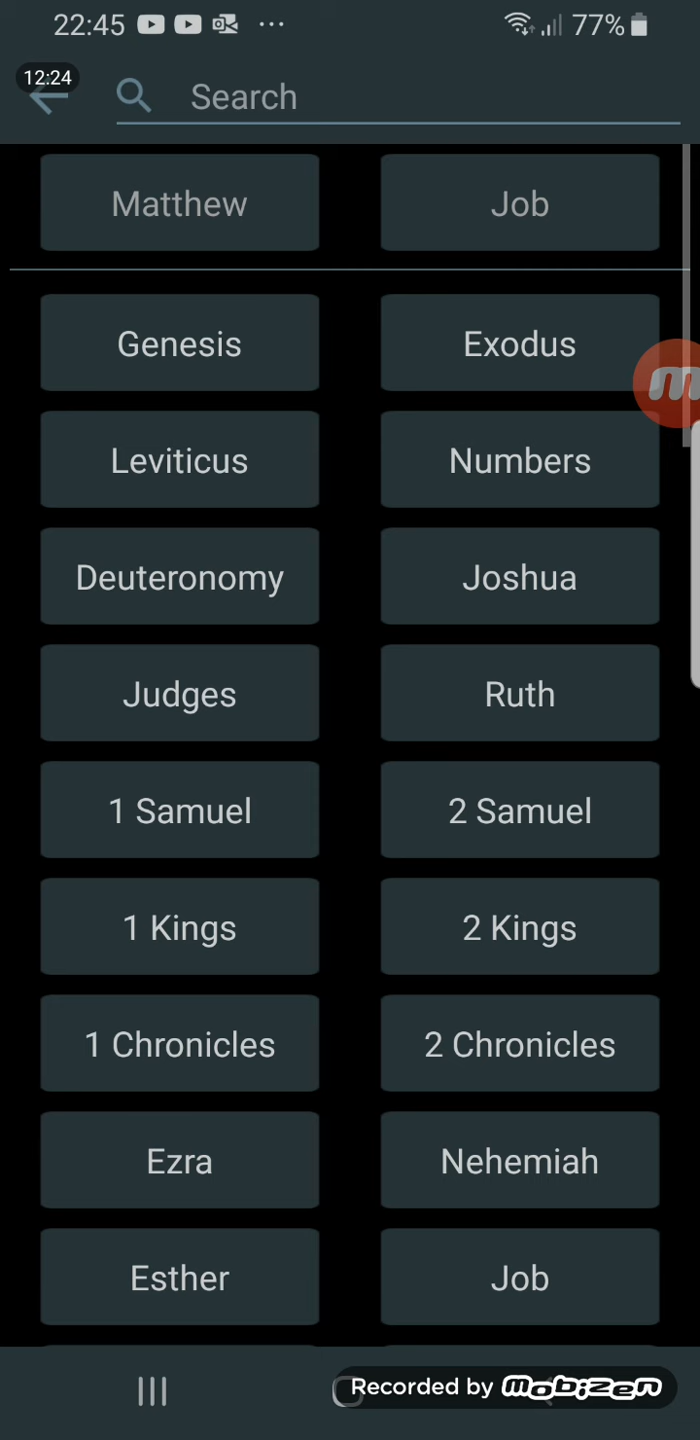 22:45 ... 77%
12:24
Search
Matthew Job
Genesis Exodus
Leviticus Numbers
Deuteronomy Joshua
Judges Ruth
1 Samuel 2 Samuel
1 Kings 2 Kings
1 Chronicles 2 Chronicles
Ezra Nehemiah
Esther Job
Recorded by mobizen